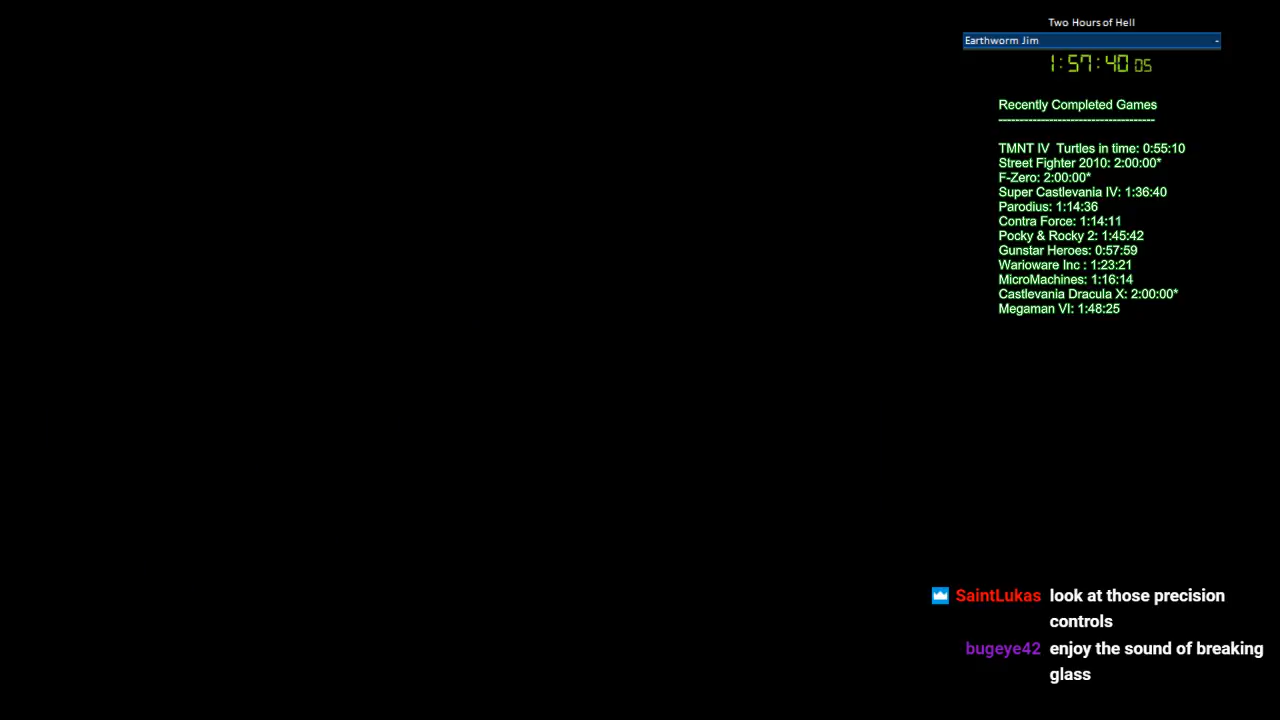 Two Hours of Hell
Earthworm Jim -
1:57:40 05
Recently Completed Games
---------------------------------------
TMNT IV Turtles in time: 0:55:10
Street Fighter 2010: 2:00:00*
F-Zero: 2:00:00*
Super Castlevania IV: 1:36:40
Parodius: 1:14:36
Contra Force: 1:14:11
Pocky & Rocky 2: 1:45:42
Gunstar Heroes: 0:57:59
Warioware Inc : 1:23:21
MicroMachines: 1:16:14
Castlevania Dracula X: 2:00:00*
Megaman VI: 1:48:25
SaintLukas look at those precision
controls
bugeye42 enjoy the sound of breaking
glass